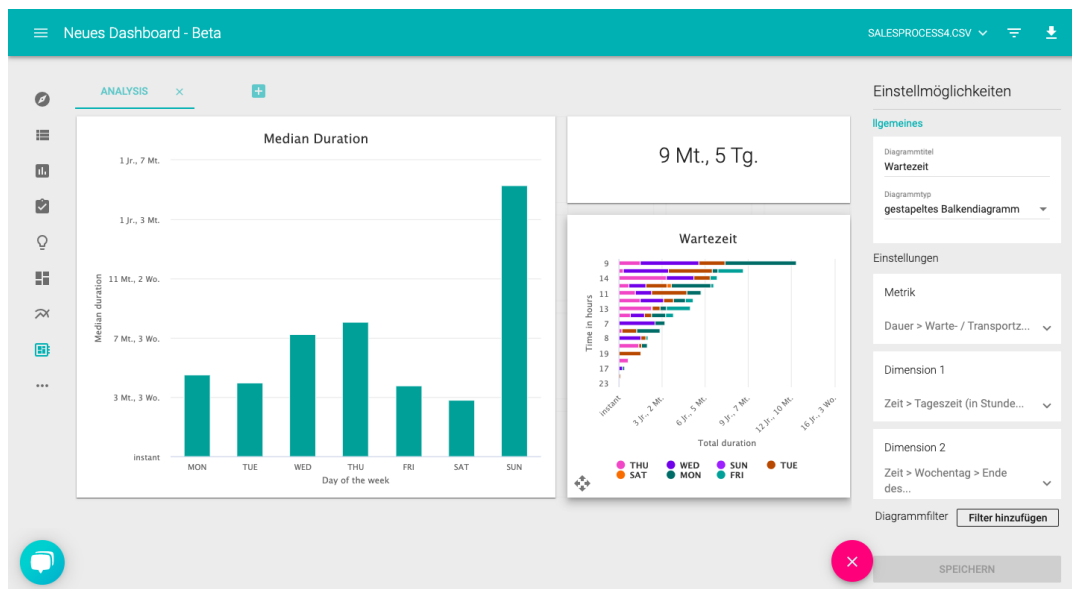 Neues Dashboard - Beta
SALESPROCESS4.CSV
ANALYSIS
Median Duration
1 Jr., 7 Mt.
1 Jr., 3 Mt.
11 Mt., 2 Wo.
7 Mt., 3 Wo.
3 Mt., 3 Wo.
instant
Median duration
MON TUE WED THU FRI SAT SUN
Day of the week
9 Mt., 5 Tg.
Wartezeit
9
14
11
13
7
8
19
17
23
Time in hours
instant 3 Jr., 2 Mt. 6 Jr., 5 Mt. 9 Jr., 7 Mt. 12 Jr., 10 Mt. 16 Jr., 3 Wo.
Total duration
THU WED SUN TUE
SAT MON FRI
Einstellmöglichkeiten
llgemeines
Diagrammtitel
Wartezeit
Diagrammtyp
gestapeltes Balkendiagramm
Einstellungen
Metrik
Dauer > Warte- / Transportz...
Dimension 1
Zeit > Tageszeit (in Stunde...
Dimension 2
Zeit > Wochentag > Ende
des...
Diagrammfilter Filter hinzufügen
SPEICHERN